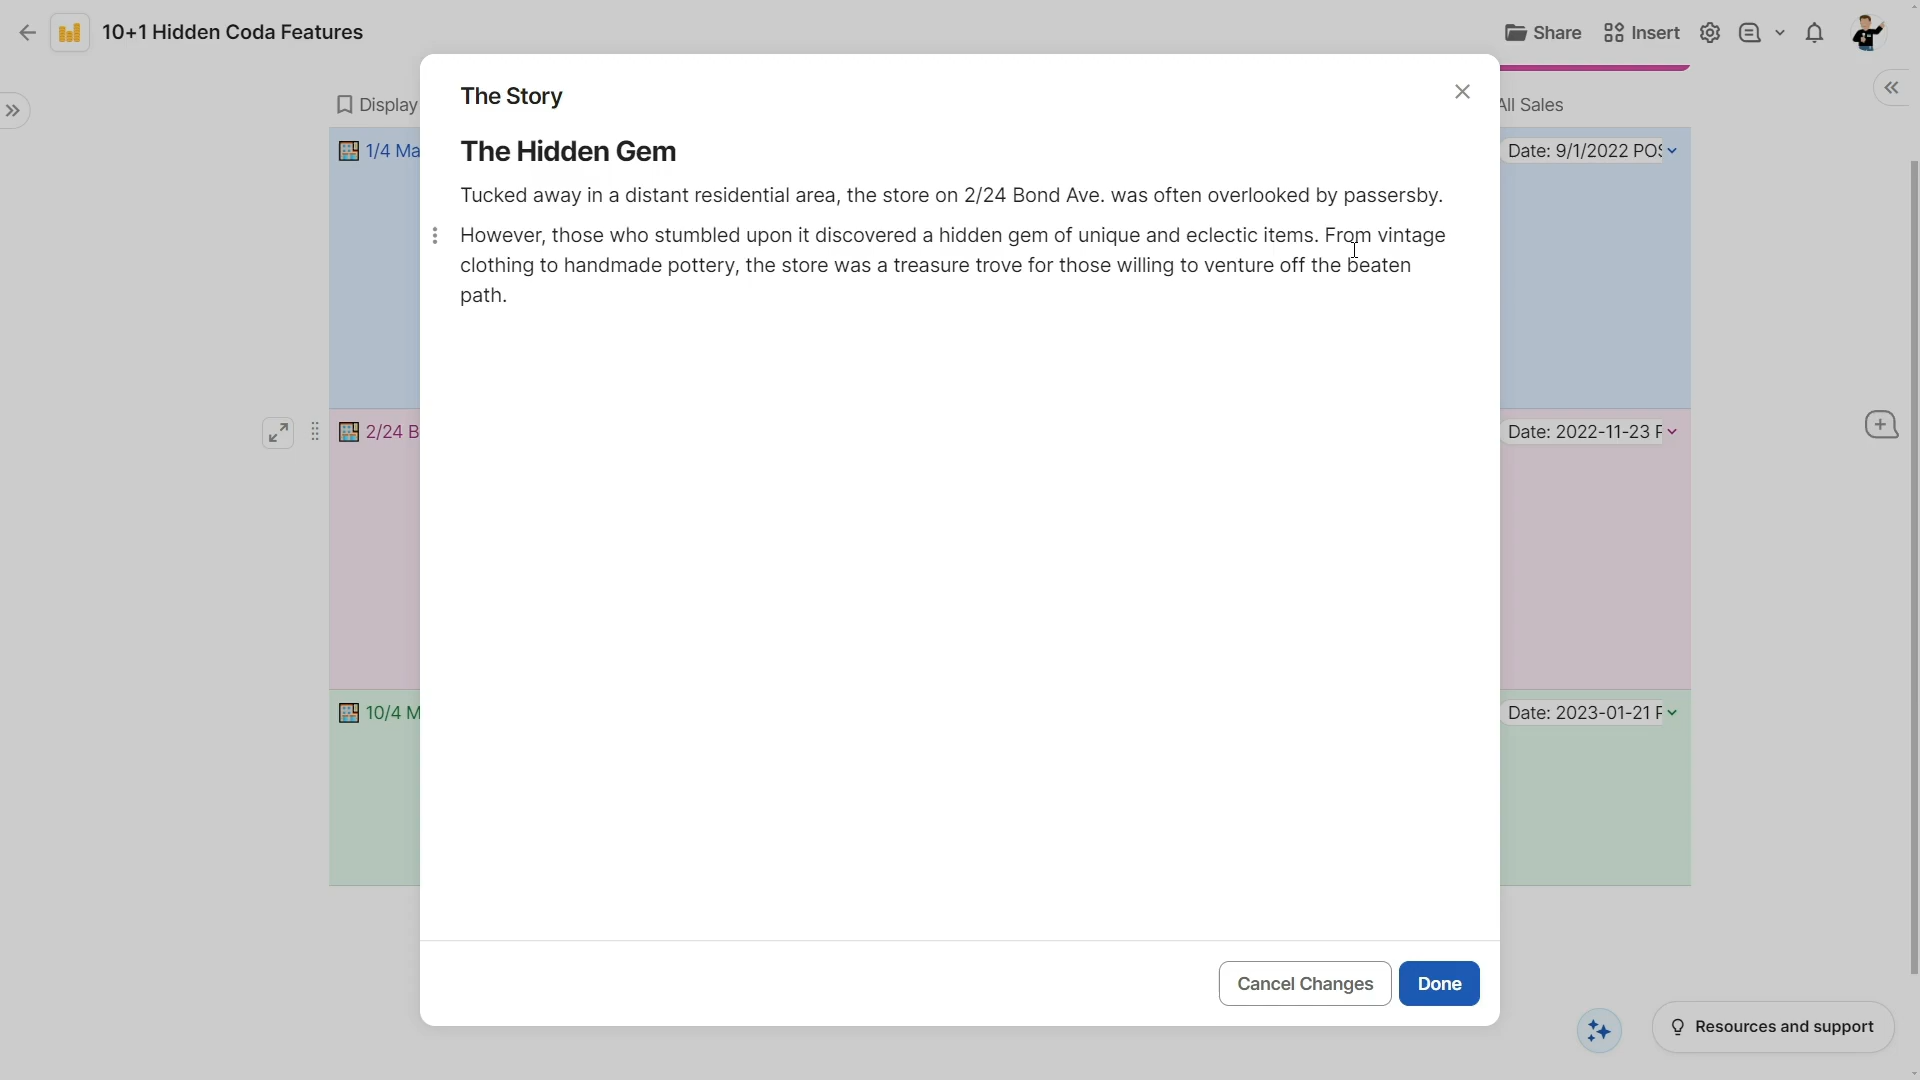 10+1 Hidden Coda Features
Share
Insert
The Story
Display
All Sales
The Hidden Gem
1/4 Ma
Date: 9/1/2022 POS
Tucked away in a distant residential area, the store on 2/24 Bond Ave. was often overlooked by passersby.
However, those who stumbled upon it discovered a hidden gem of unique and eclectic items. From vintage
clothing to handmade pottery, the store was a treasure trove for those willing to venture off the beaten
path.
2/24 B
Date: 2022-11-23 F
10/4 M
Date: 2023-01-21 F
Cancel Changes
Done
Resources and support